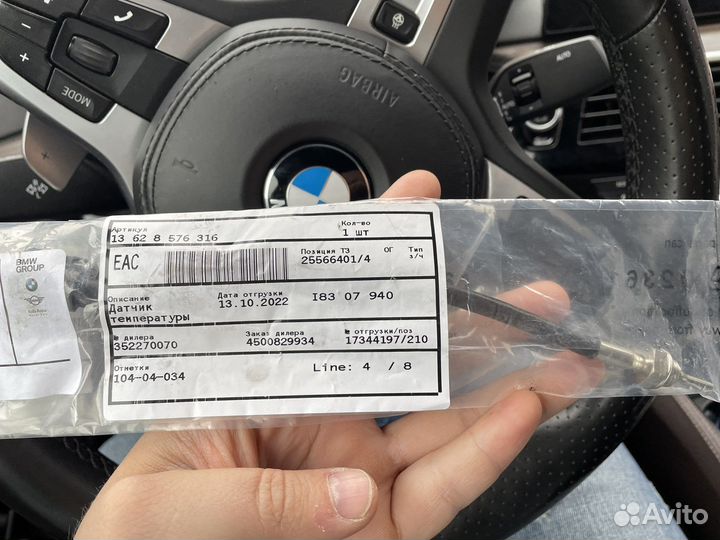 AUTO
+
MODE
AIRBAG
+
BMW
GROUP
Артикул
Кол-во
13 62 8 576 316
1 шт
EAC
Позиция ТЗ
ОГ
Тип
25566401/4
з/ч
Описание
Дата отгрузки
I83 07 940
Датчик
13.10.2022
температуры
№ дилера
Заказ дилера
№ отгрузки/поз
352270070
4500829934
17344197/210
Отметки
Line: 4 / 8
104-04-034
Avito